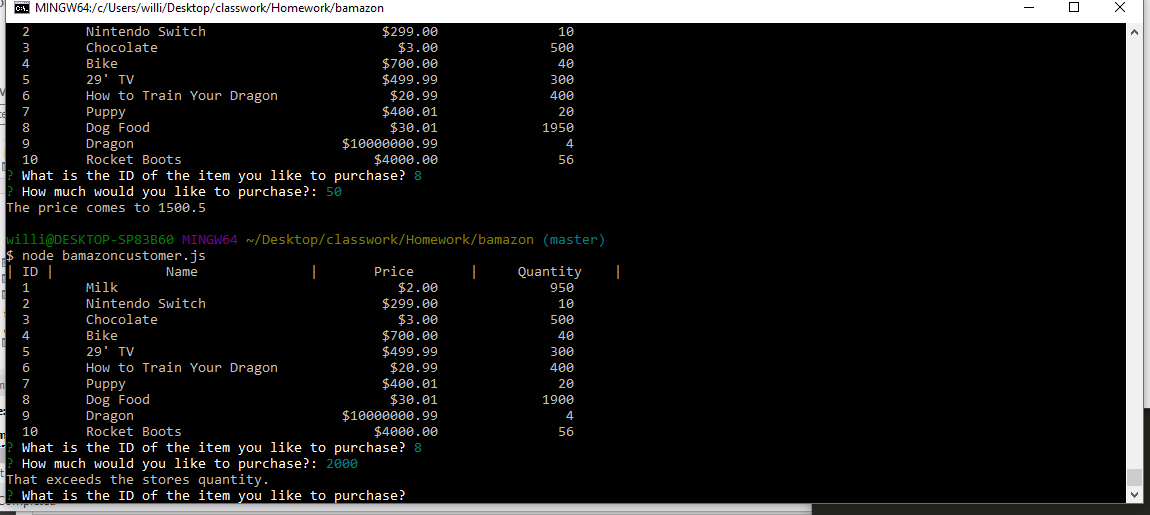 MINGW64:/c/Users/willi/Desktop/classwork/Homework/bamazon
2 Nintendo Switch $299.00 10
3 Chocolate $3.00 500
4 Bike $700.00 40
5 29' TV $499.99 300
6 How to Train Your Dragon $20.99 400
7 Puppy $400.01 20
8 Dog Food $30.01 1950
9 Dragon $10000000.99 4
10 Rocket Boots $4000.00 56
? What is the ID of the item you like to purchase? 8
? How much would you like to purchase?: 50
The price comes to 1500.5
willi@DESKTOP-SP83B60 MINGW64 ~/Desktop/classwork/Homework/bamazon (master)
$ node bamazoncustomer.js
| ID | Name | Price | Quantity |
1 Milk $2.00 950
2 Nintendo Switch $299.00 10
3 Chocolate $3.00 500
4 Bike $700.00 40
5 29' TV $499.99 300
6 How to Train Your Dragon $20.99 400
7 Puppy $400.01 20
8 Dog Food $30.01 1900
9 Dragon $10000000.99 4
10 Rocket Boots $4000.00 56
? What is the ID of the item you like to purchase? 8
? How much would you like to purchase?: 2000
That exceeds the stores quantity.
? What is the ID of the item you like to purchase?